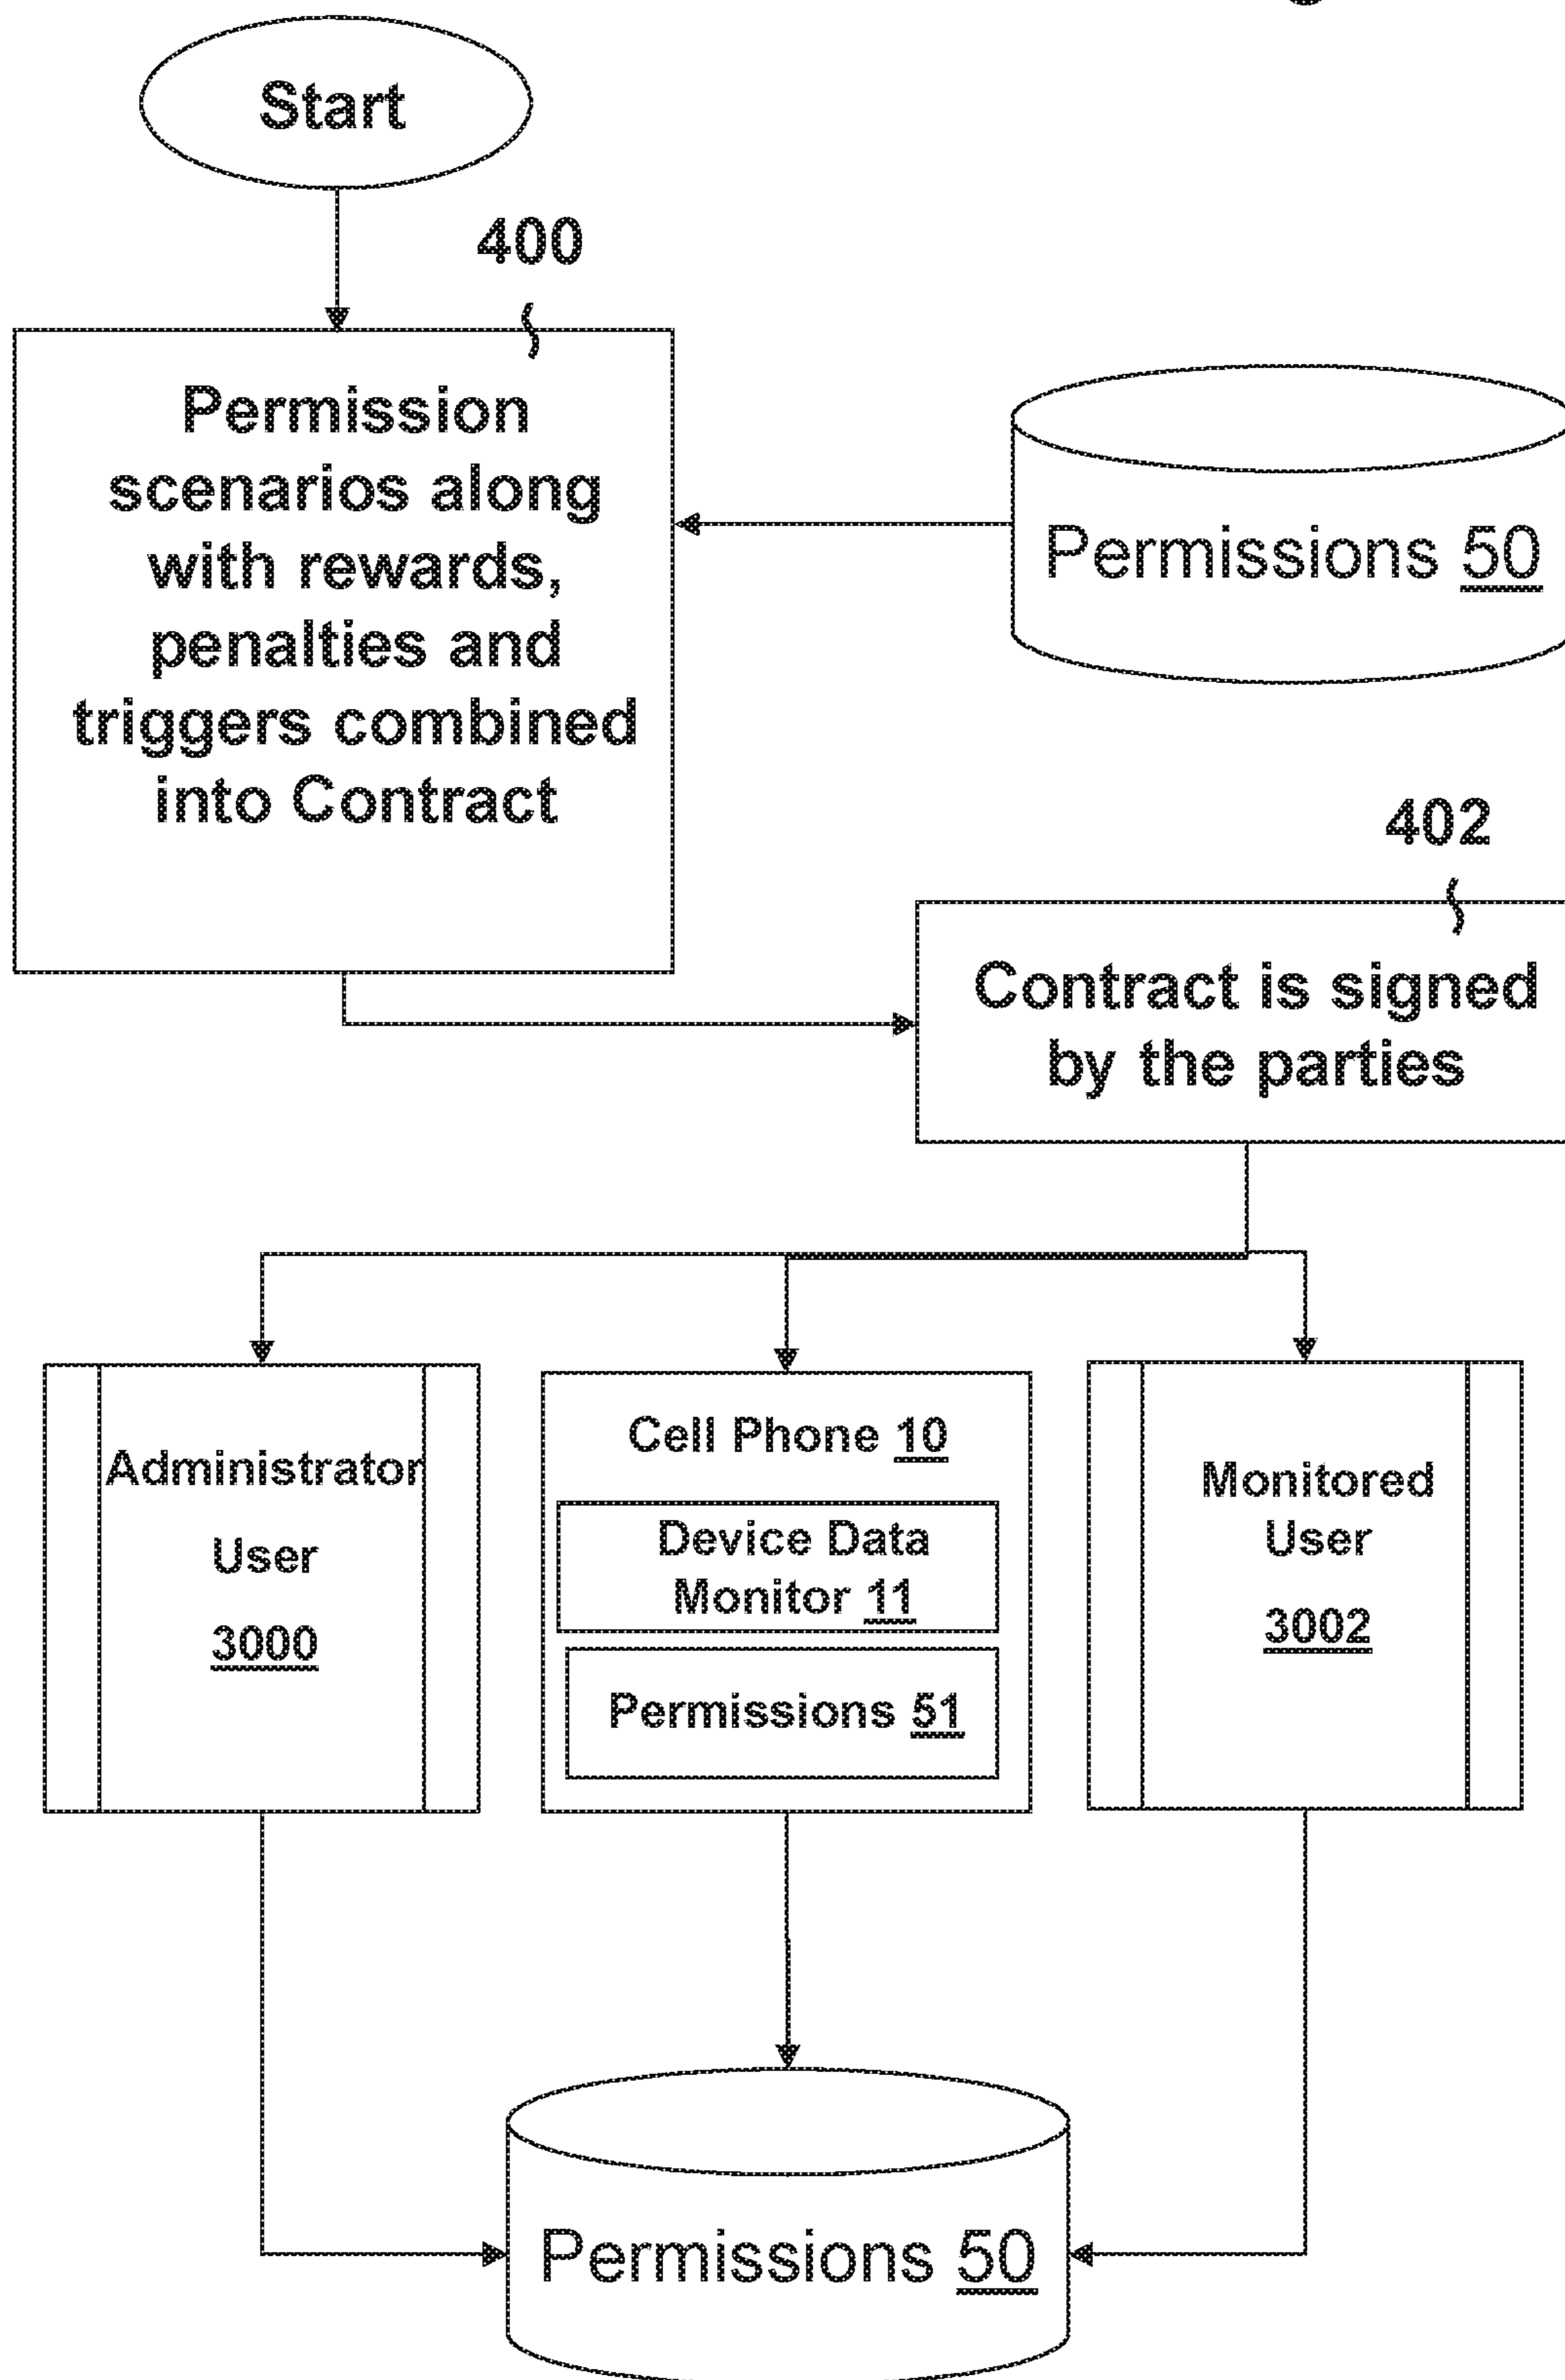 Start
400
Permission
scenarios along
with rewards,
penalties and
triggers combined
into Contract
Permissions 50
402
Contract is signed
by the parties
Administrator
User
3000
Cell Phone 10
Device Data
Monitor 11
Permissions 51
Monitored
User
3002
Permissions 50